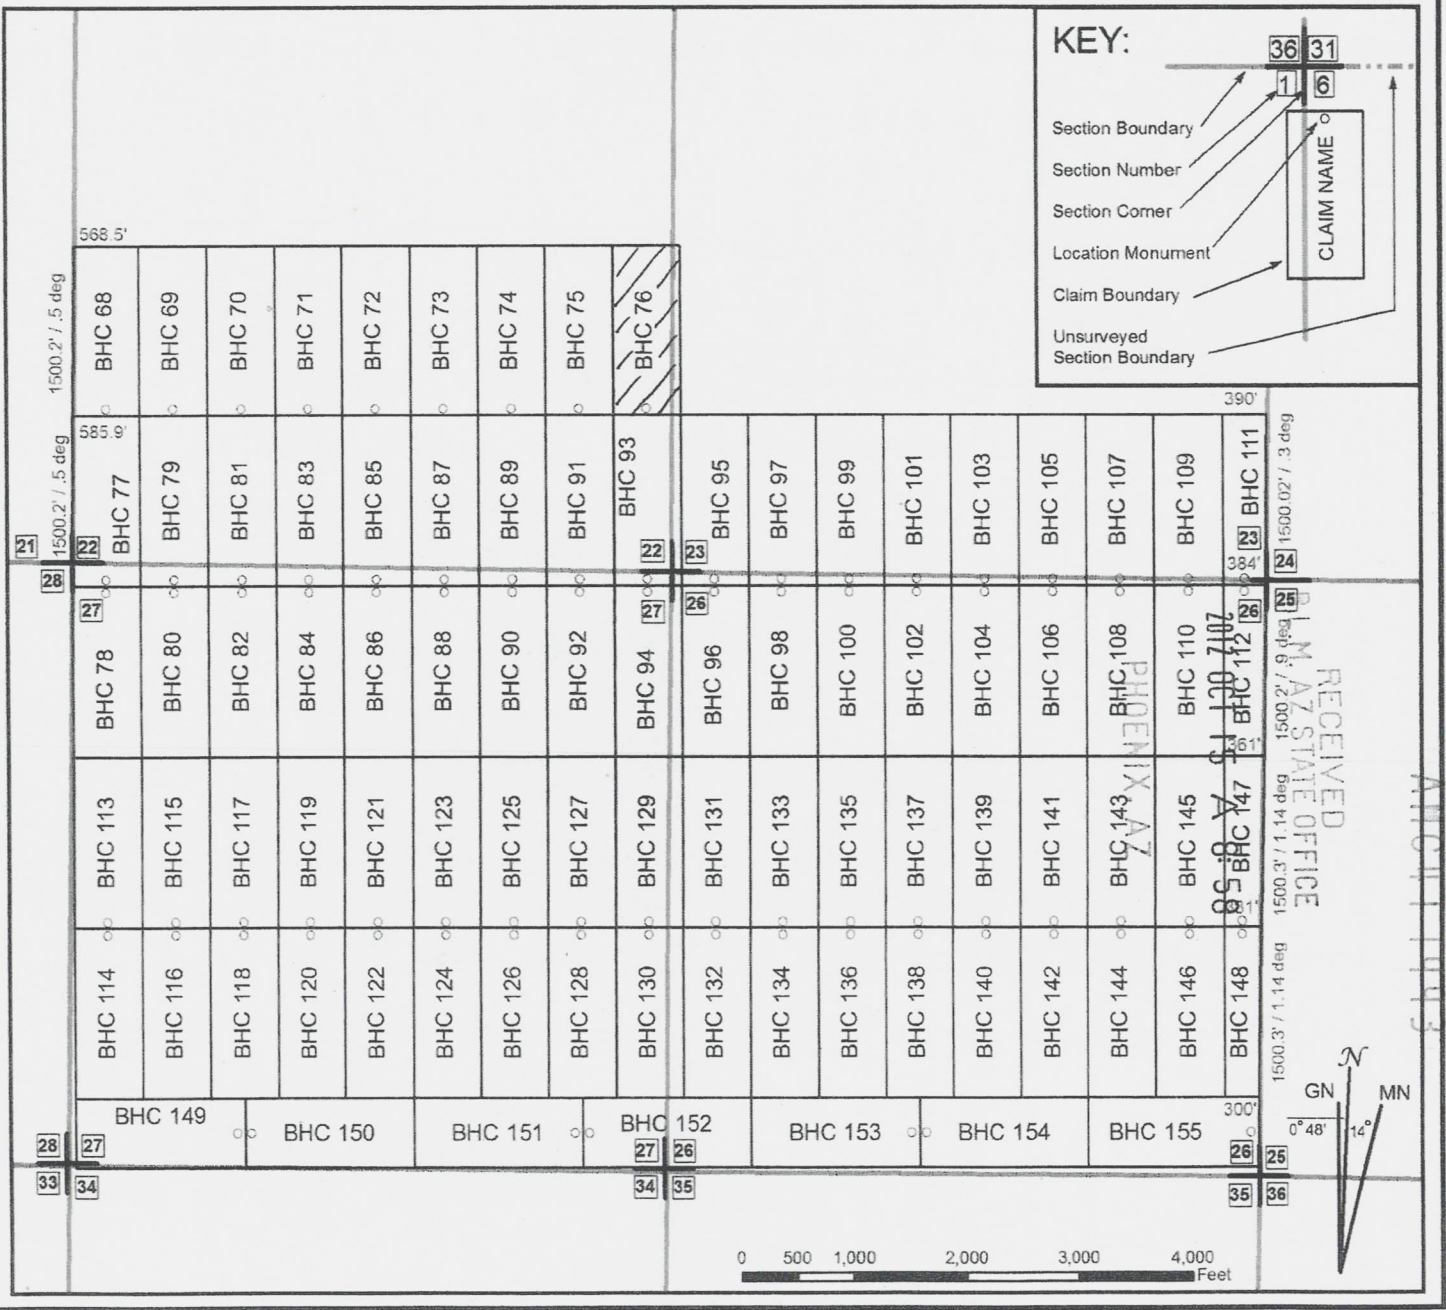 KEY:
36 31
1 6
Section Boundary
Section Number
Section Corner
Location Monument
Claim Boundary
Unsurveyed
Section Boundary
CLAIM NAME
568.5'
1500.2' / .5 deg
BHC 68
BHC 69
BHC 70
BHC 71
BHC 72
BHC 73
BHC 74
BHC 75
BHC 76
390'
585.9'
1500.2' / .5 deg
BHC 77
BHC 79
BHC 81
BHC 83
BHC 85
BHC 87
BHC 89
BHC 91
BHC 93
BHC 95
BHC 97
BHC 99
BHC 101
BHC 103
BHC 105
BHC 107
BHC 109
BHC 111
1500.02' / .3 deg
21 22
28 27
22 23
27 26
23 24
26 25
384'
BHC 78
BHC 80
BHC 82
BHC 84
BHC 86
BHC 88
BHC 90
BHC 92
BHC 94
BHC 96
BHC 98
BHC 100
BHC 102
BHC 104
BHC 106
BHC 108
BHC 110
BHC 112
1500.2' / .9 deg
361'
RECEIVED
B.L.M. AZ STATE OFFICE
2017 OCT 15 A 8:58
PHOENIX, AZ
BHC 113
BHC 115
BHC 117
BHC 119
BHC 121
BHC 123
BHC 125
BHC 127
BHC 129
BHC 131
BHC 133
BHC 135
BHC 137
BHC 139
BHC 141
BHC 143
BHC 145
BHC 147
1500.3' / 1.14 deg
BHC 114
BHC 116
BHC 118
BHC 120
BHC 122
BHC 124
BHC 126
BHC 128
BHC 130
BHC 132
BHC 134
BHC 136
BHC 138
BHC 140
BHC 142
BHC 144
BHC 146
BHC 148
1500.3' / 1.14 deg
300'
BHC 149
BHC 150
BHC 151
BHC 152
BHC 153
BHC 154
BHC 155
28 27
33 34
27 26
34 35
26 25
35 36
N
GN
MN
0° 48'
14°
0 500 1,000 2,000 3,000 4,000
Feet